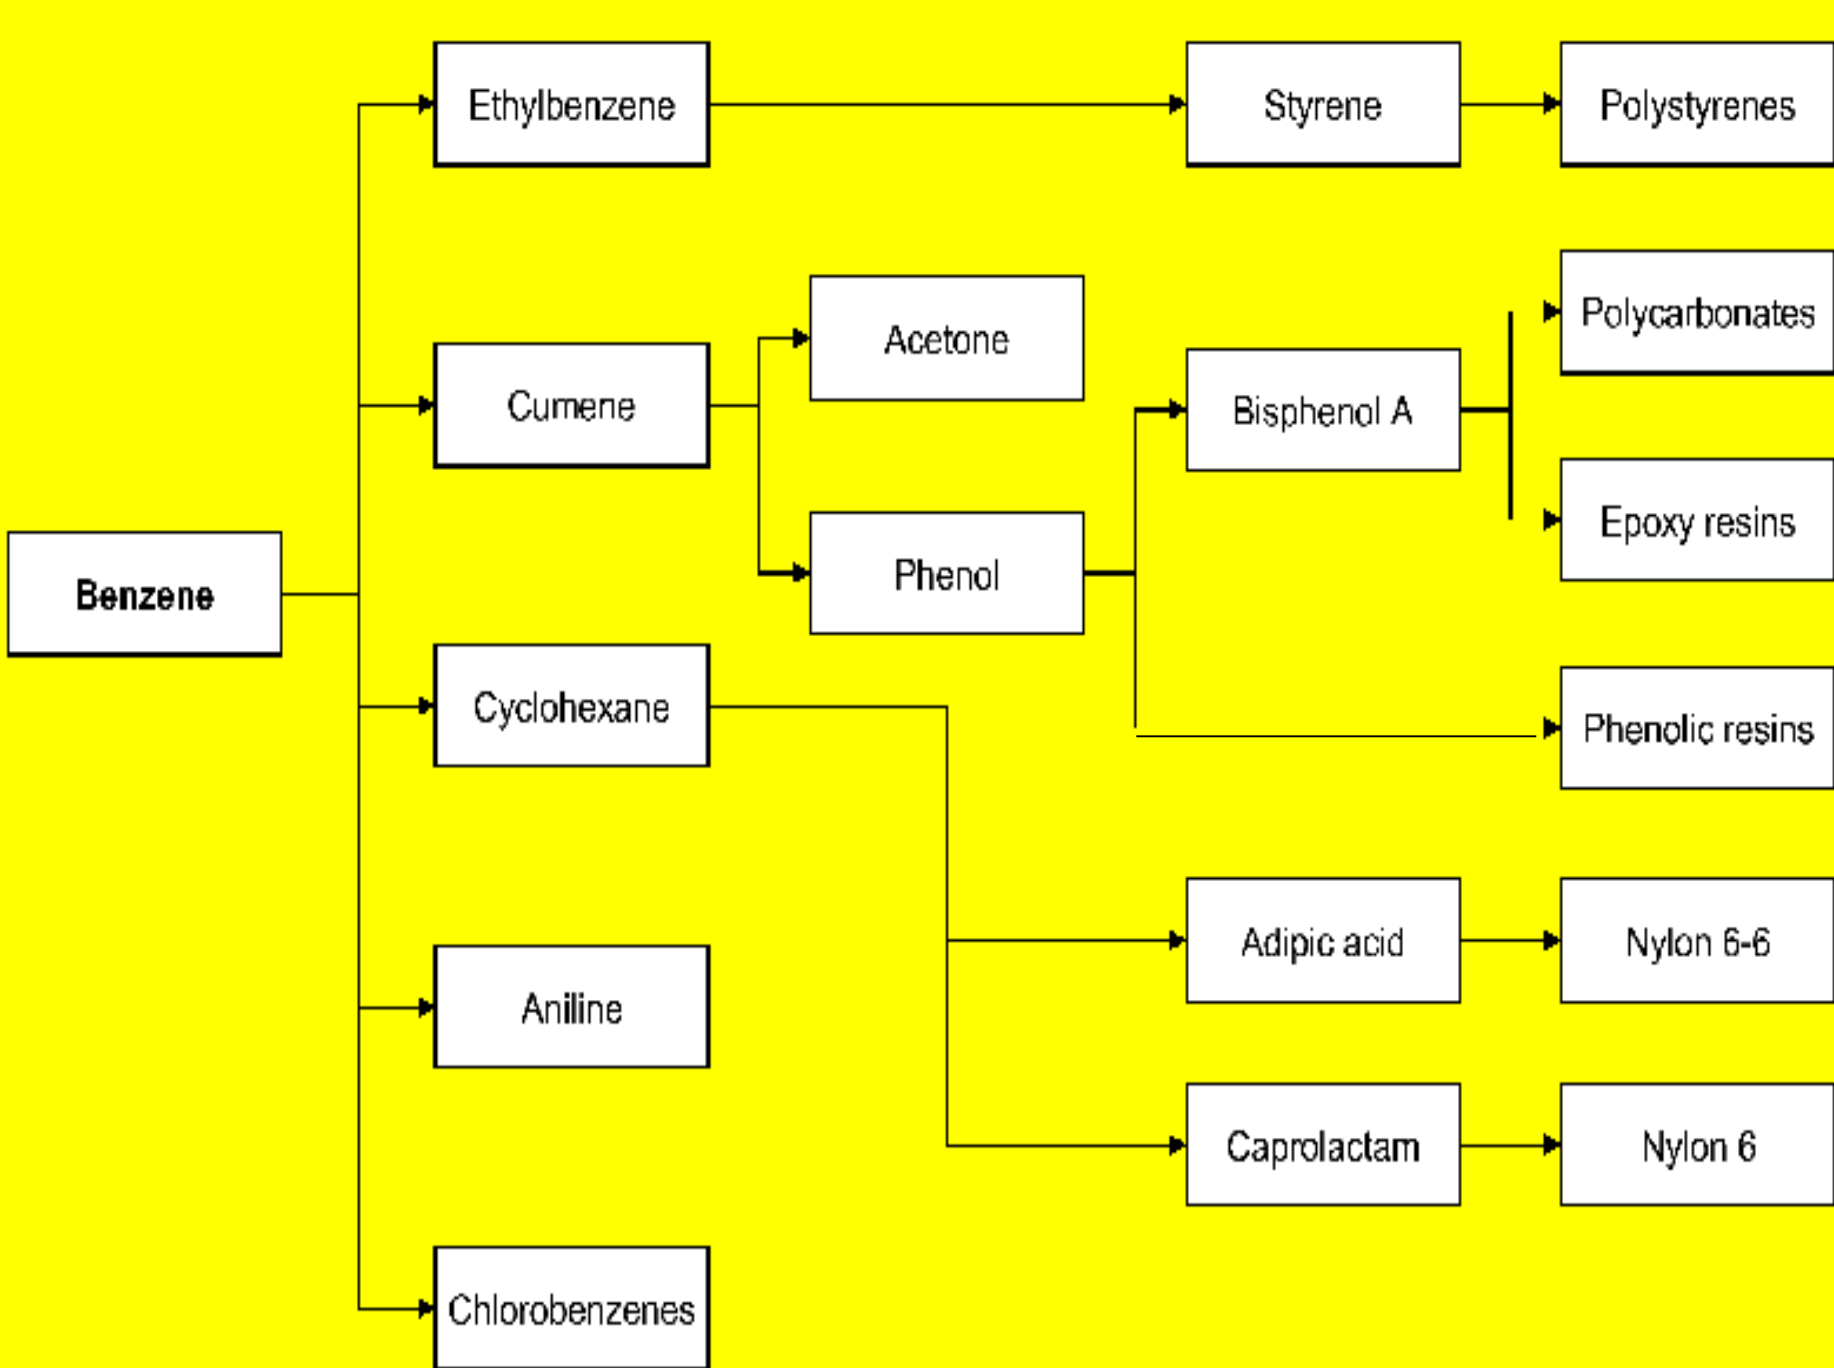 Ethylbenzene
Styrene
Polystyrenes
Polycarbonates
Acetone
Cumene
Bisphenol A
Epoxy resins
Phenol
Benzene
Cyclohexane
Phenolic resins
Adipic acid
Nylon 6-6
Aniline
Caprolactam
Nylon 6
Chlorobenzenes